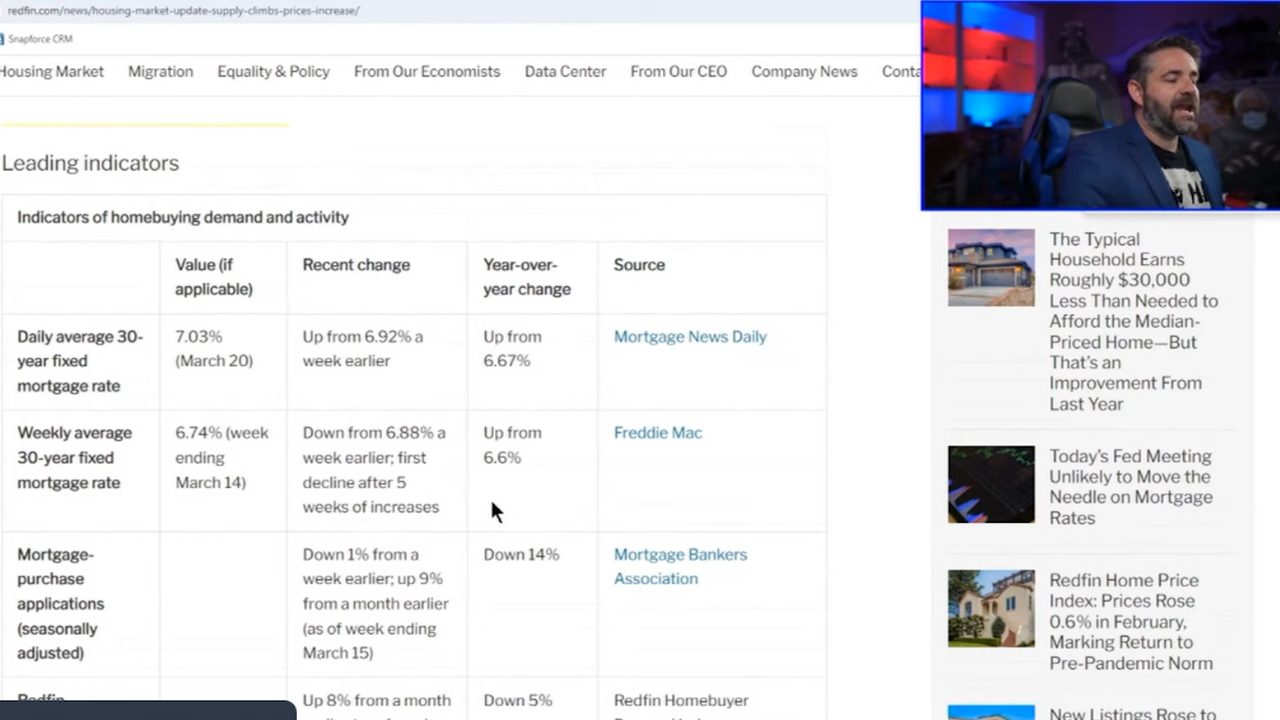 redfin.com/news/housing-market-update-supply-climbs-prices-increase/
Snapforce CRM
Housing Market Migration Equality & Policy From Our Economists Data Center From Our CEO Company News
Leading indicators
Indicators of homebuying demand and activity
Value (if
applicable)
Recent change
Year-over-
year change
Source
Daily average 30-
year fixed
mortgage rate
7.03%
(March 20)
Up from 6.92% a
week earlier
Up from
6.67%
Mortgage News Daily
Weekly average
30-year fixed
mortgage rate
6.74% (week
ending
March 14)
Down from 6.88% a
week earlier; first
decline after 5
weeks of increases
Up from
6.6%
Freddie Mac
Mortgage-
purchase
applications
(seasonally
adjusted)
Down 1% from a
week earlier; up 9%
from a month earlier
(as of week ending
March 15)
Down 14%
Mortgage Bankers
Association
Redfin
Up 8% from a month
Down 5%
Redfin Homebuyer
The Typical
Household Earns
Roughly $30,000
Less Than Needed to
Afford the Median-
Priced Home—But
That's an
Improvement From
Last Year
Today's Fed Meeting
Unlikely to Move the
Needle on Mortgage
Rates
Redfin Home Price
Index: Prices Rose
0.6% in February,
Marking Return to
Pre-Pandemic Norm
New Listings Rose to